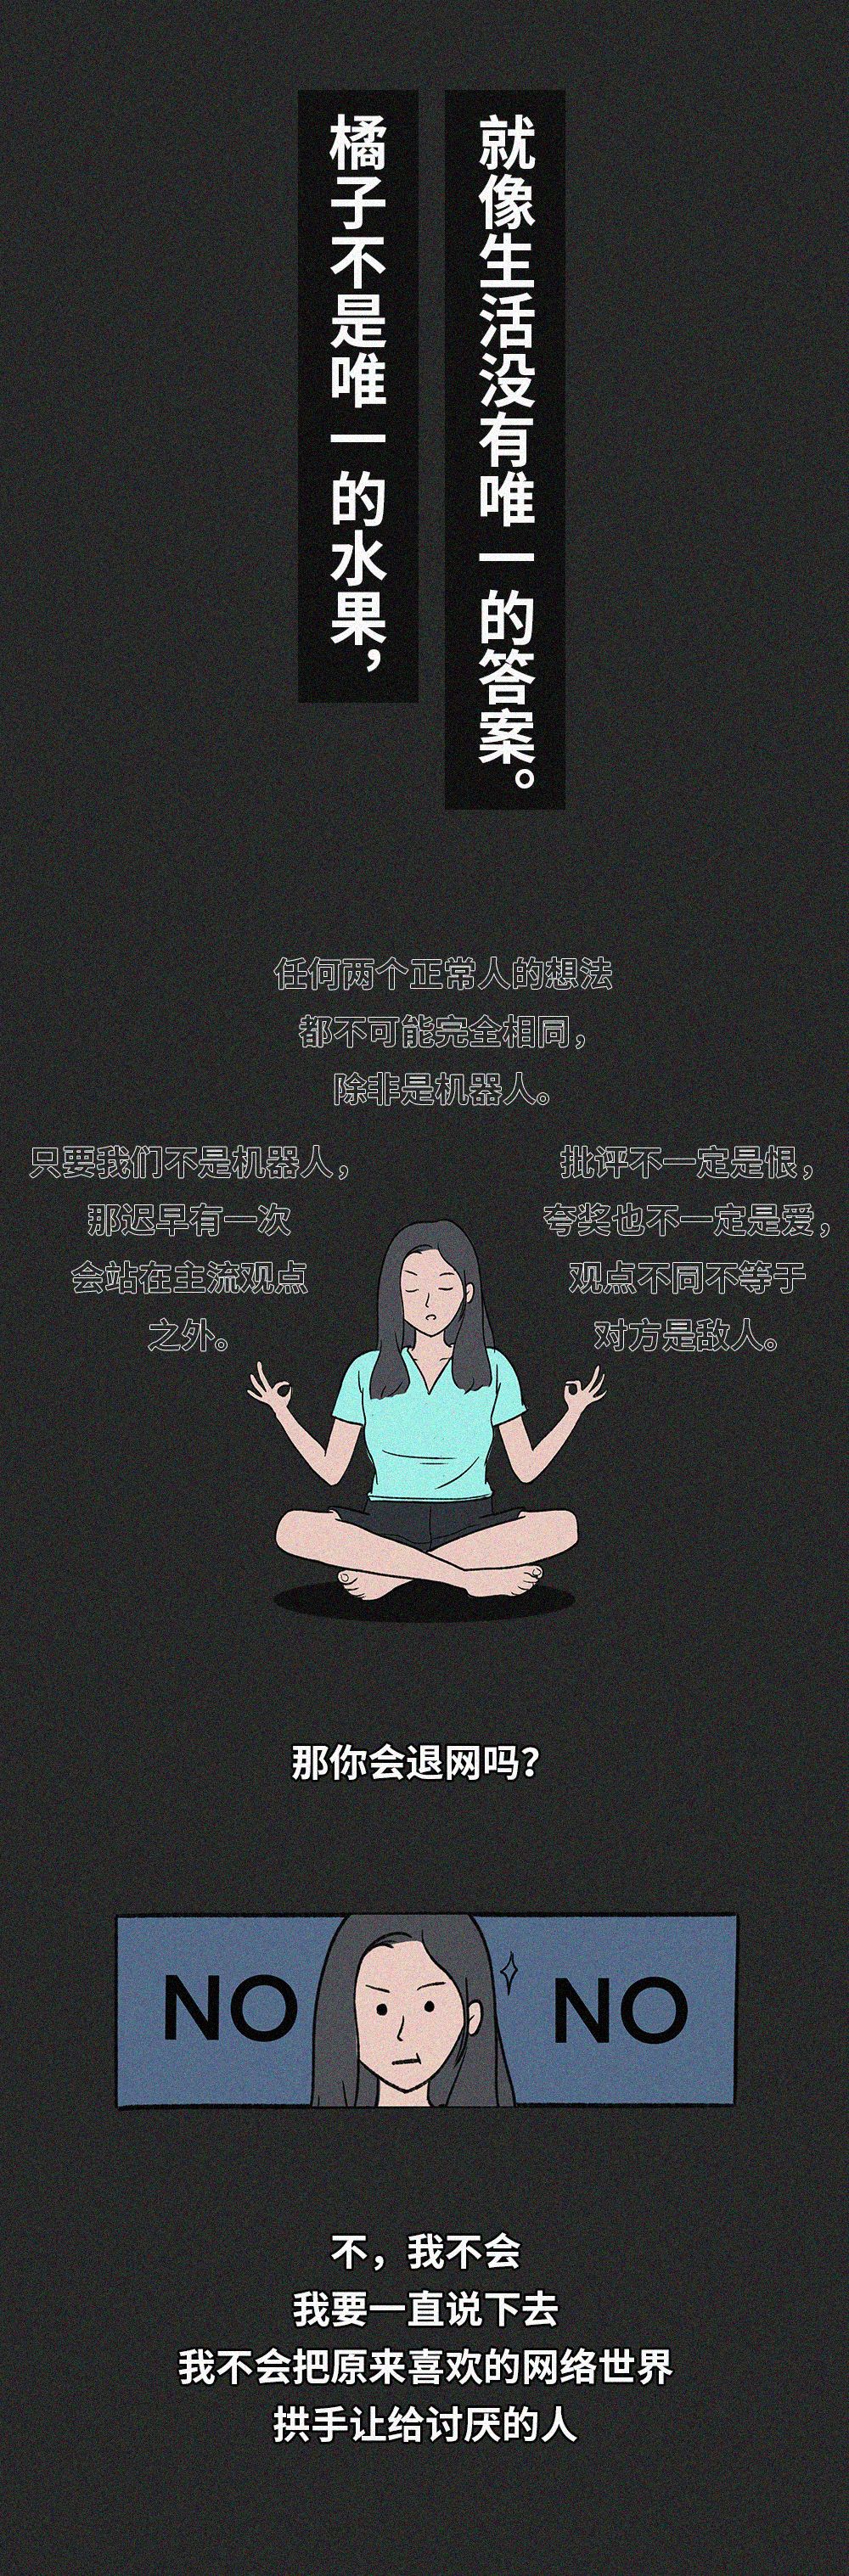 橘子不是唯一的水果，
就像生活没有唯一的答案。
任何两个正常人的想法
都不可能完全相同，
除非是机器人。
只要我们不是机器人，
那迟早有一次
会站在主流观点
之外。
批评不一定是恨，
夸奖也不一定是爱，
观点不同不等于
对方是敌人。
那你会退网吗？
NO
NO
不，我不会
我要一直说下去
我不会把原来喜欢的网络世界
拱手让给讨厌的人